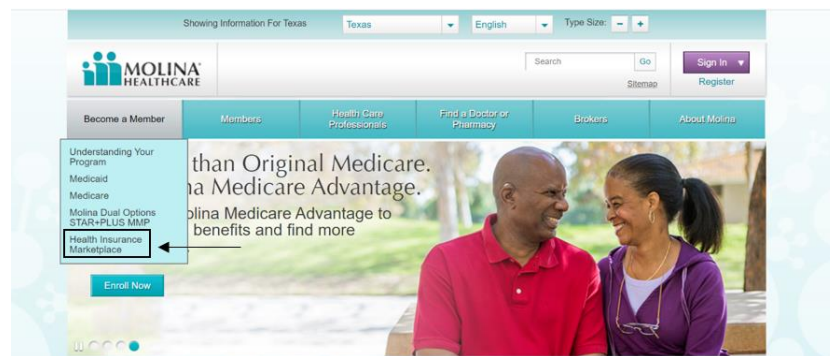 Showing Information For Texas
Texas
English
Type Size: - +
MOLINA
HEALTHCARE
Search
Go
Sign In
Sitemap
Register
Become a Member
Members
Health Care
Professionals
Find a Doctor or
Pharmacy
Brokers
About Molina
Understanding Your
Program
Medicaid
Medicare
Molina Dual Options
STAR+PLUS MMP
Health Insurance
Marketplace
than Original Medicare.
Medicare Advantage.
Medicare Advantage to
benefits and find more
Enroll Now